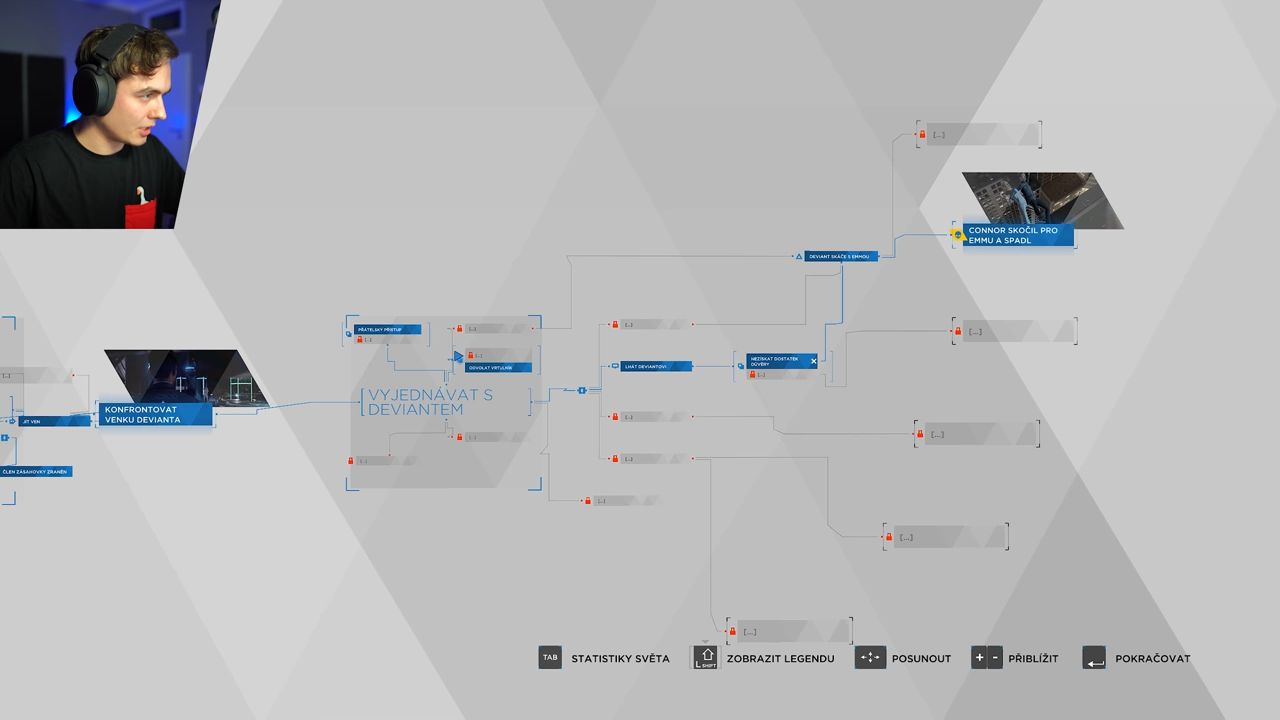 [...]
CONNOR SKOČIL PRO
EMMU A SPADL
DEVIANT SKÁČE S EMMOU
PŘÁTELSKÝ PŘÍSTUP
[...]
[...]
[...]
[...]
ODVOLAT VRTULNÍK
LHÁT DEVIANTOVI
NEZÍSKAT DOSTATEK
DŮVĚRY
[...]
[...]
[...]
KONFRONTOVAT
VENKU DEVIANTA
VYJEDNÁVAT S
DEVIANTEM
JÍT VEN
[...]
[...]
[...]
[...]
ČLEN ZÁSAHOVKY ZRANĚN
[...]
[...]
[...]
[...]
TAB
STATISTIKY SVĚTA
L SHIFT
ZOBRAZIT LEGENDU
POSUNOUT
+ -
PŘIBLÍŽIT
POKRAČOVAT